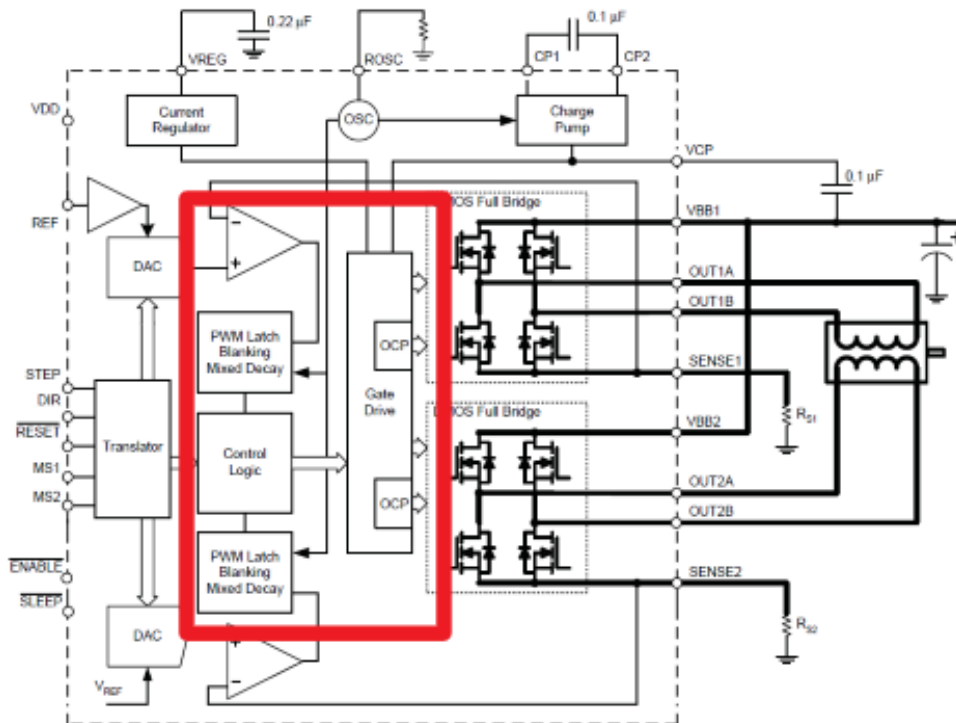 0.22 µF
0.1 µF
VREG
ROSC
CP1
CP2
VDD
Current
Regulator
OSC
Charge
Pump
VCP
0.1 µF
REF
DMOS Full Bridge
VBB1
DAC
OUT1A
OUT1B
PWM Latch
Blanking
Mixed Decay
OCP
SENSE1
STEP
DIR
RESET
MS1
MS2
Translator
Gate
Drive
DMOS Full Bridge
VBB2
RS1
Control
Logic
OUT2A
OUT2B
OCP
ENABLE
SLEEP
PWM Latch
Blanking
Mixed Decay
SENSE2
DAC
RS2
VREF